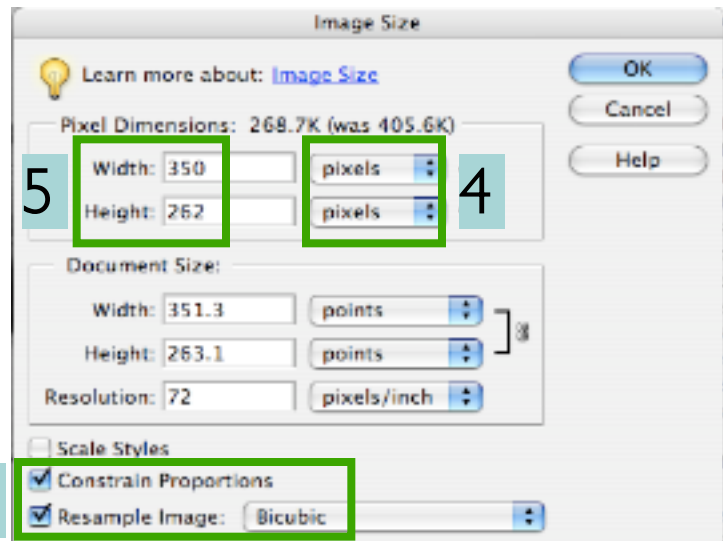 Image Size
Learn more about: Image Size
OK
Pixel Dimensions: 268.7K (was 405.6K)
Cancel
5
Width: 350 pixels
4
Help
Height: 262 pixels
Document Size:
Width: 351.3 points
Height: 263.1 points
Resolution: 72 pixels/inch
Scale Styles
Constrain Proportions
Resample Image: Bicubic